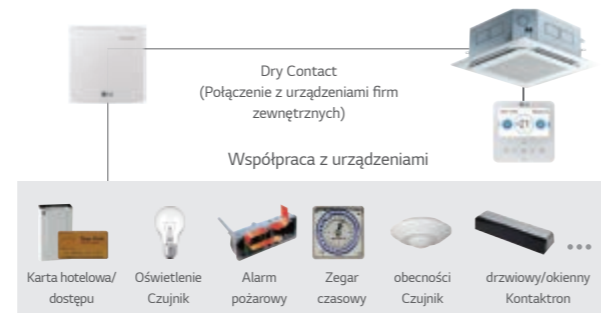 Dry Contact
(Połączenie z urządzeniami firm
zewnętrznych)
Współpraca z urządzeniami
Karta hotelowa/
dostępu
Oświetlenie
Czujnik
Alarm
pożarowy
Zegar
czasowy
obecności
Czujnik
drzwiowy/okienny
Kontaktron